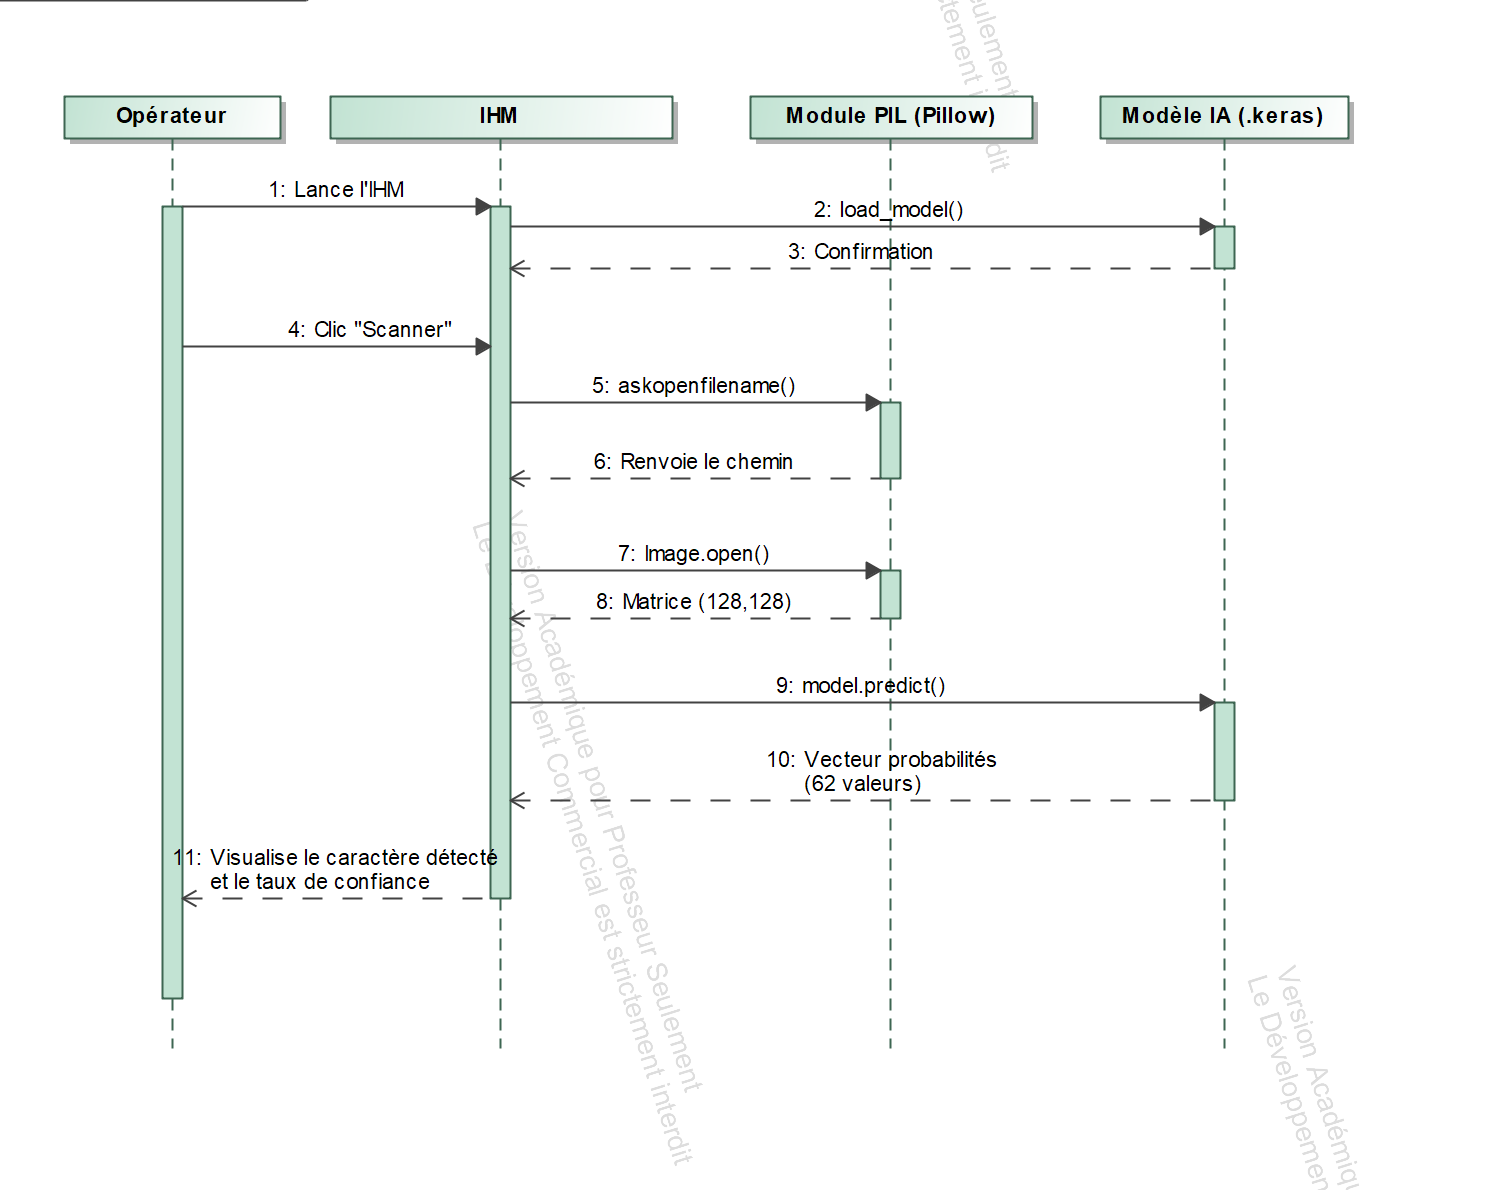 Opérateur
IHM
Module PIL (Pillow)
Modèle IA (.keras)
1: Lance l'IHM
2: load_model()
3: Confirmation
4: Clic "Scanner"
5: askopenfilename()
6: Renvoie le chemin
7: Image.open()
8: Matrice (128,128)
9: model.predict()
10: Vecteur probabilités
(62 valeurs)
11: Visualise le caractère détecté
et le taux de confiance
Version Académique pour Professeur Seulement
Commercial est strictement interdit
Version
Le